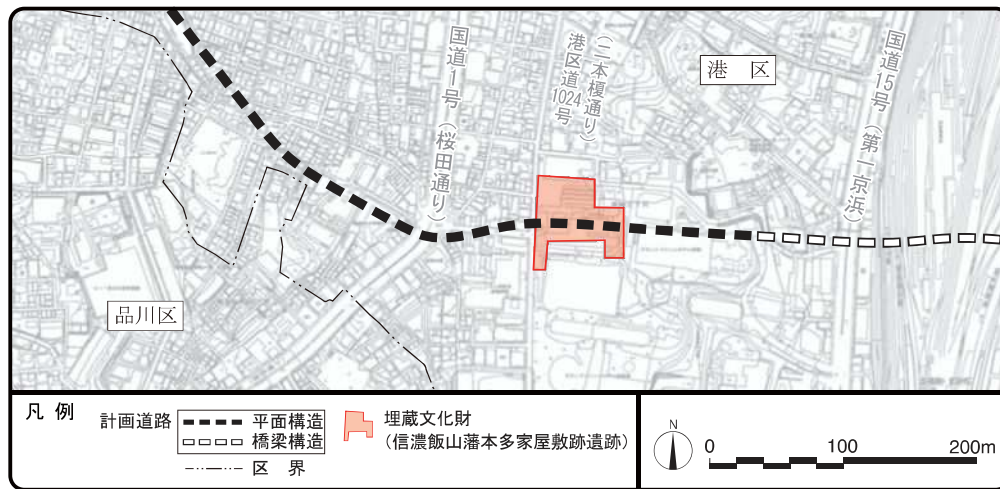 国道1号（桜田通り）
（二本榎通り）
港区道1024号
港 区
国道15号（第一京浜）
品川区
凡 例
計画道路
平面構造
橋梁構造
区 界
埋蔵文化財
（信濃飯山藩本多家屋敷跡遺跡）
N
0 100 200m